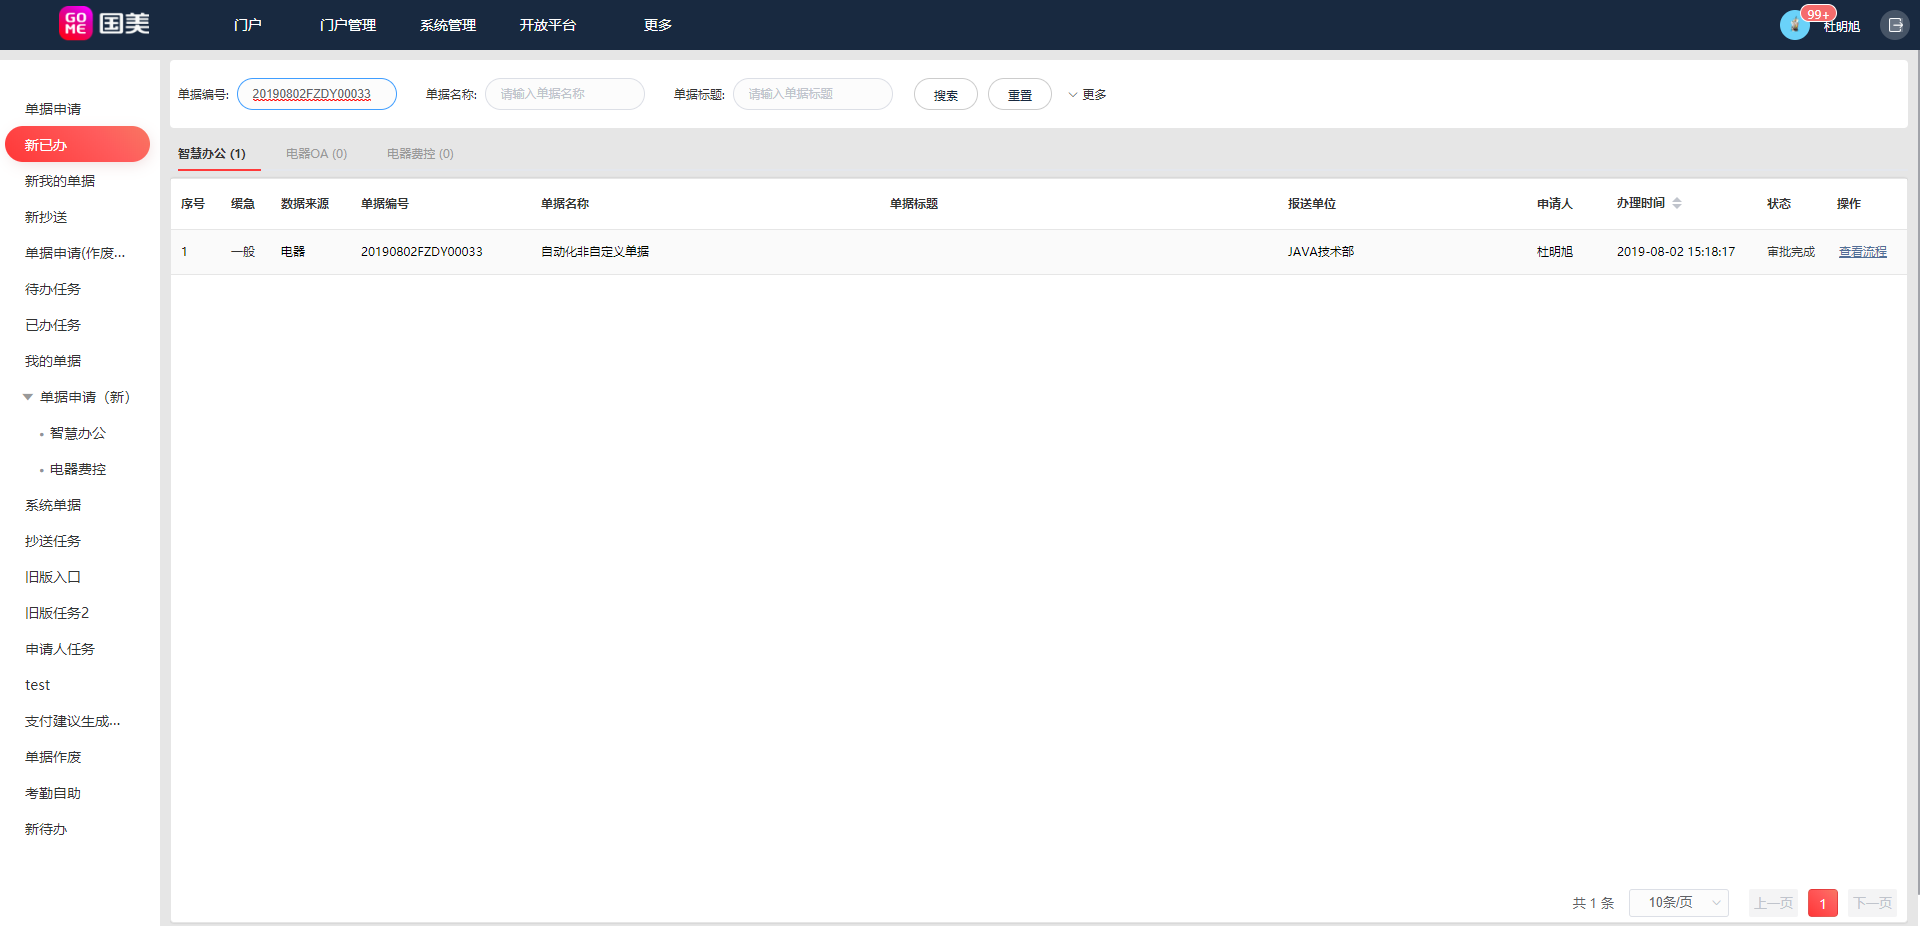 GOME 国美 门户 门户管理 系统管理 开放平台 更多 99+ 杜明旭
单据编号: 20190802FZDY00033 单据名称: 请输入单据名称 单据标题: 请输入单据标题 搜索 重置 更多
智慧办公 (1) 电器OA (0) 电器费控 (0)
序号 缓急 数据来源 单据编号 单据名称 单据标题 报送单位 申请人 办理时间 状态 操作
1 一般 电器 20190802FZDY00033 自动化非自定义单据 JAVA技术部 杜明旭 2019-08-02 15:18:17 审批完成 查看流程
单据申请
新已办
新我的单据
新抄送
单据申请(作废...
待办任务
已办任务
我的单据
单据申请（新）
智慧办公
电器费控
系统单据
抄送任务
旧版入口
旧版任务2
申请人任务
test
支付建议生成...
单据作废
考勤自助
新待办
共 1 条 10条/页 上一页 1 下一页